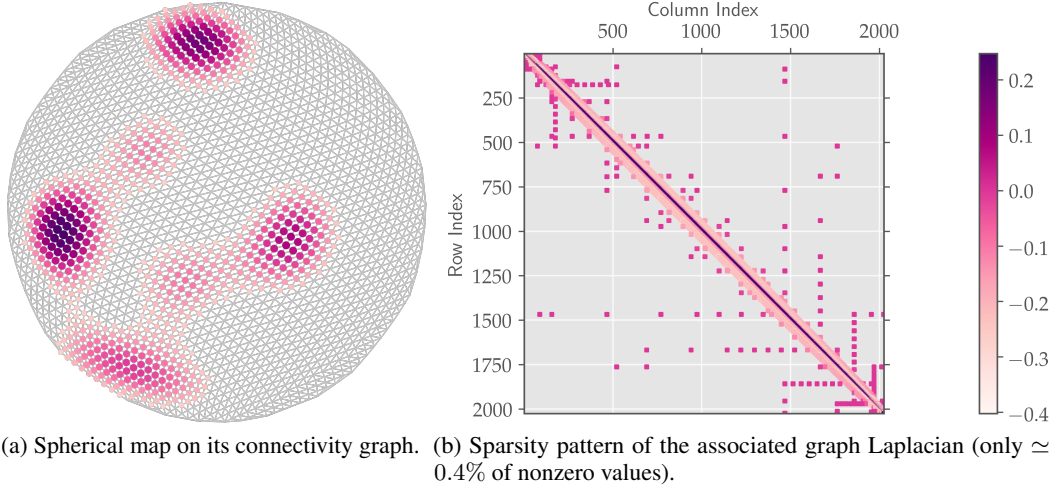 Column Index
500 1000 1500 2000
Row Index
250
500
750
1000
1250
1500
1750
2000
0.2
0.1
0.0
−0.1
−0.2
−0.3
−0.4
(a) Spherical map on its connectivity graph.
(b) Sparsity pattern of the associated graph Laplacian (only ≃
0.4% of nonzero values).